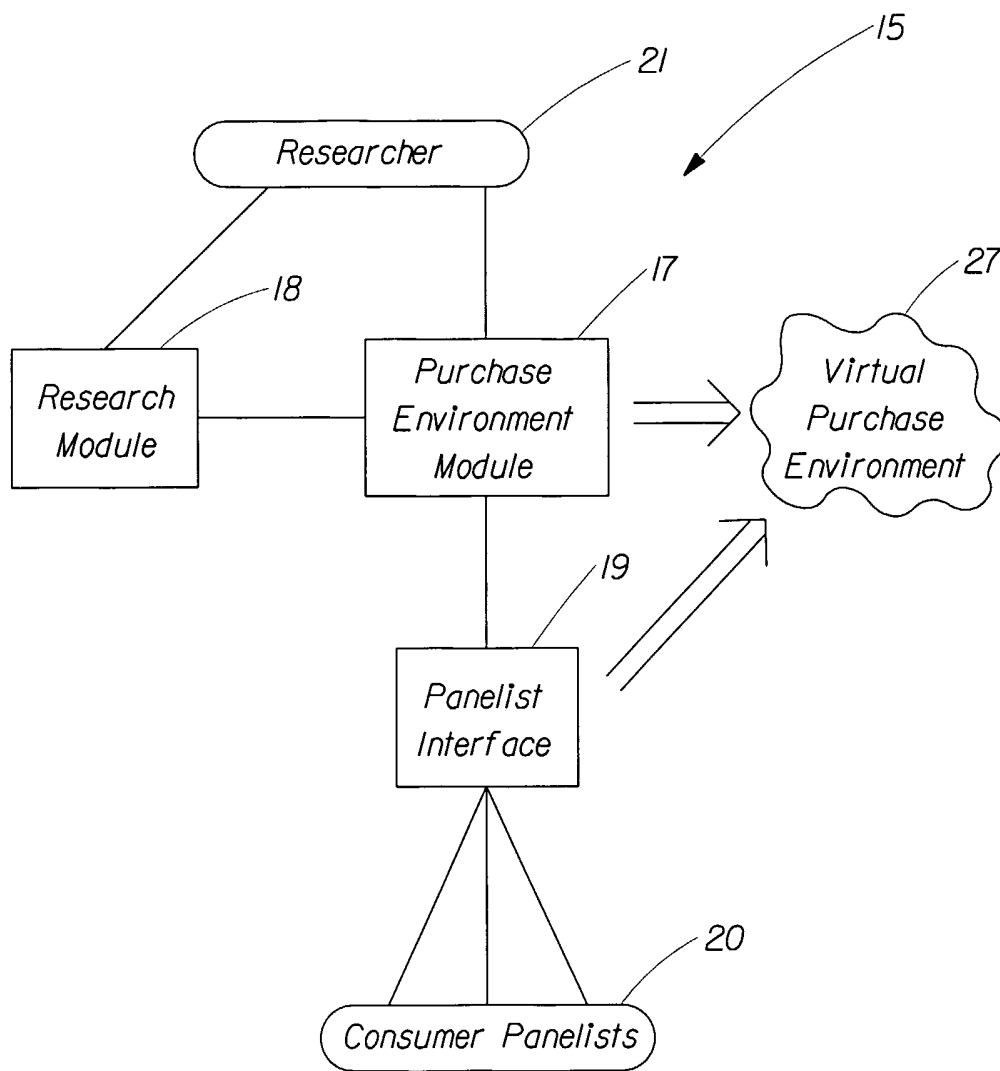 15
21
Researcher
17
27
18
Research
Module
Purchase
Environment
Module
Virtual
Purchase
Environment
19
Panelist
Interface
20
Consumer Panelists